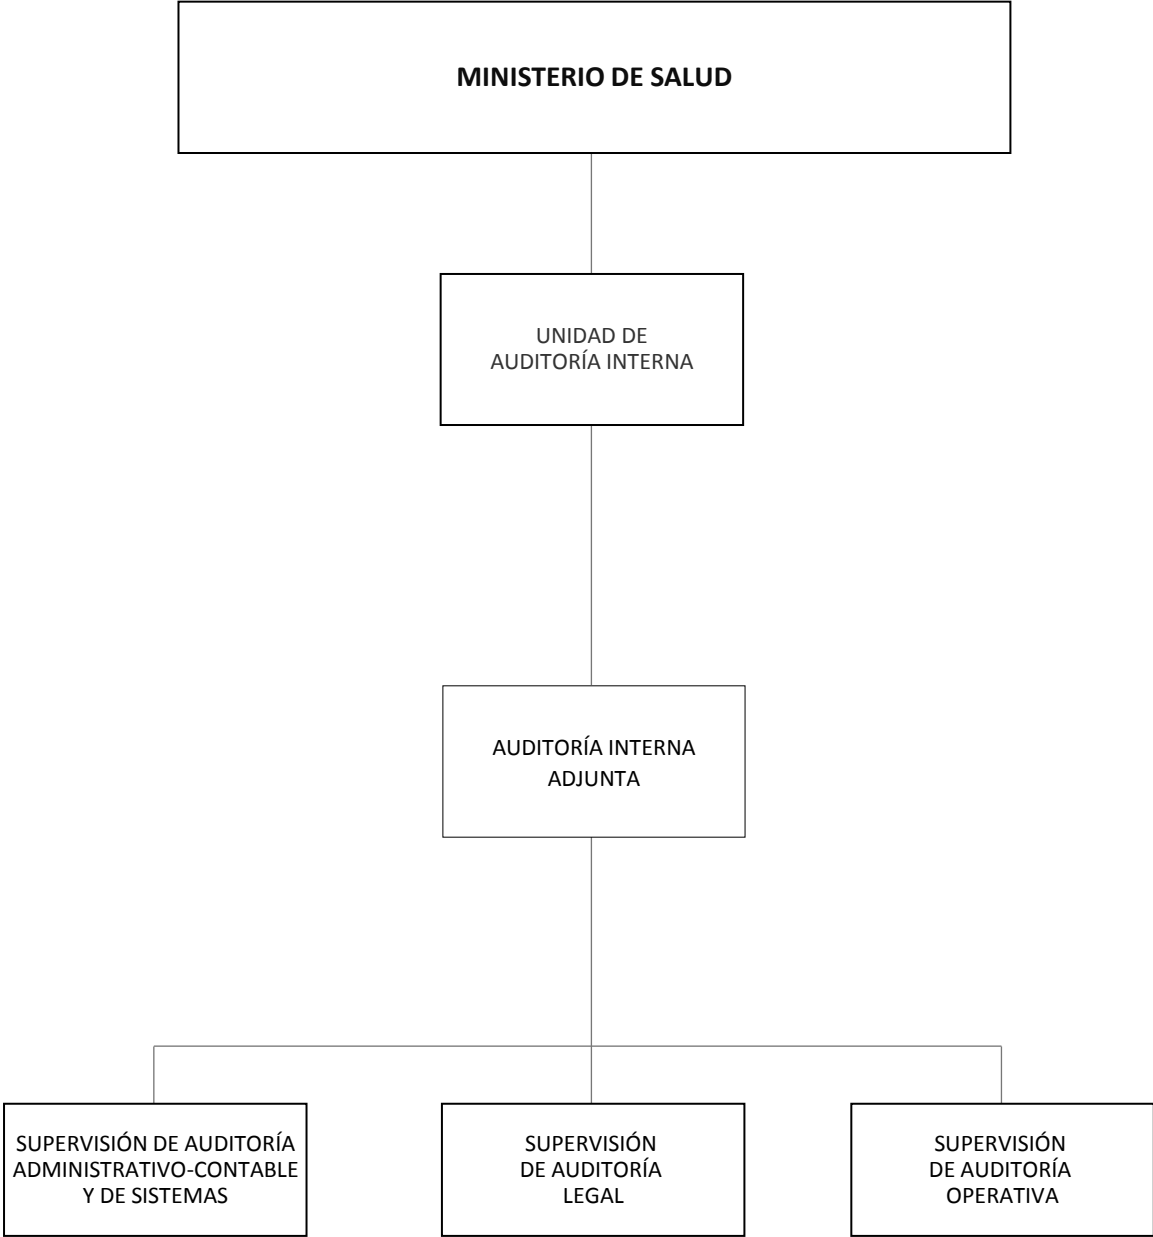 MINISTERIO DE SALUD
UNIDAD DE
AUDITORÍA INTERNA
AUDITORÍA INTERNA
ADJUNTA
SUPERVISIÓN DE AUDITORÍA
ADMINISTRATIVO-CONTABLE
Y DE SISTEMAS
SUPERVISIÓN
DE AUDITORÍA
LEGAL
SUPERVISIÓN
DE AUDITORÍA
OPERATIVA